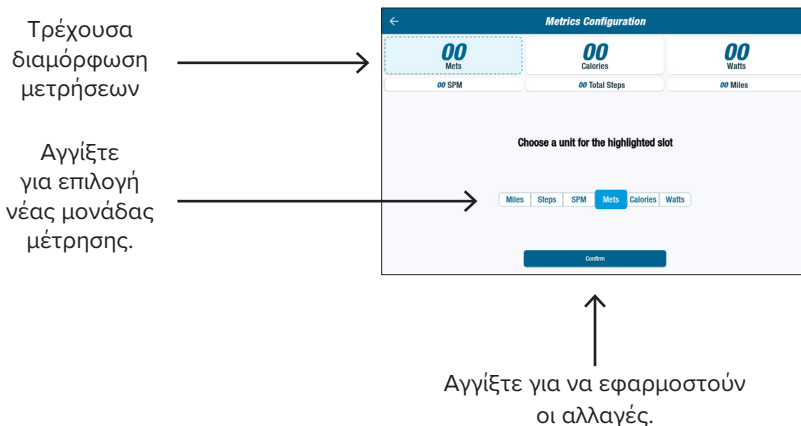 Τρέχουσα
διαμόρφωση
μετρήσεων
Αγγίξτε
για επιλογή
νέας μονάδας
μέτρησης.
Metrics Configuration
00 00 00
Mets Calories Watts
00 SPM 00 Total Steps 00 Miles
Choose a unit for the highlighted slot
Miles Steps SPM Mets Calories Watts
Confirm
Αγγίξτε για να εφαρμοστούν
οι αλλαγές.